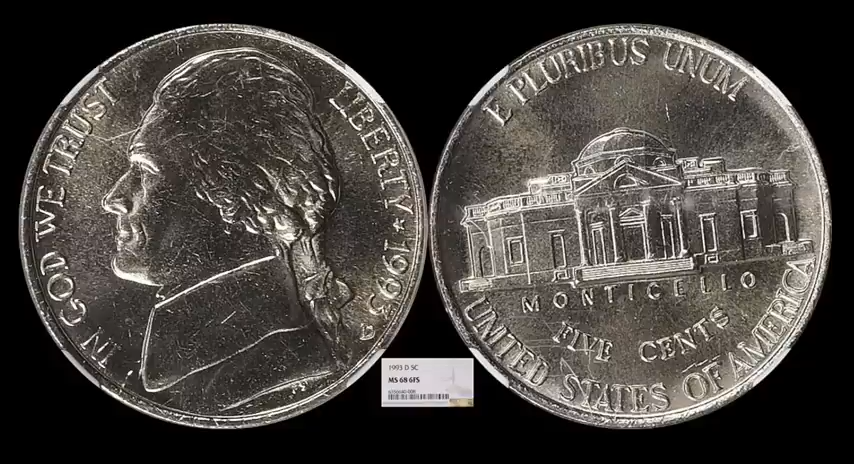 IN GOD WE TRUST
LIBERTY ★ 1993
D
FS
E PLURIBUS UNUM
MONTICELLO
FIVE CENTS
UNITED STATES OF AMERICA
1993 D 5C
MS 68 6FS